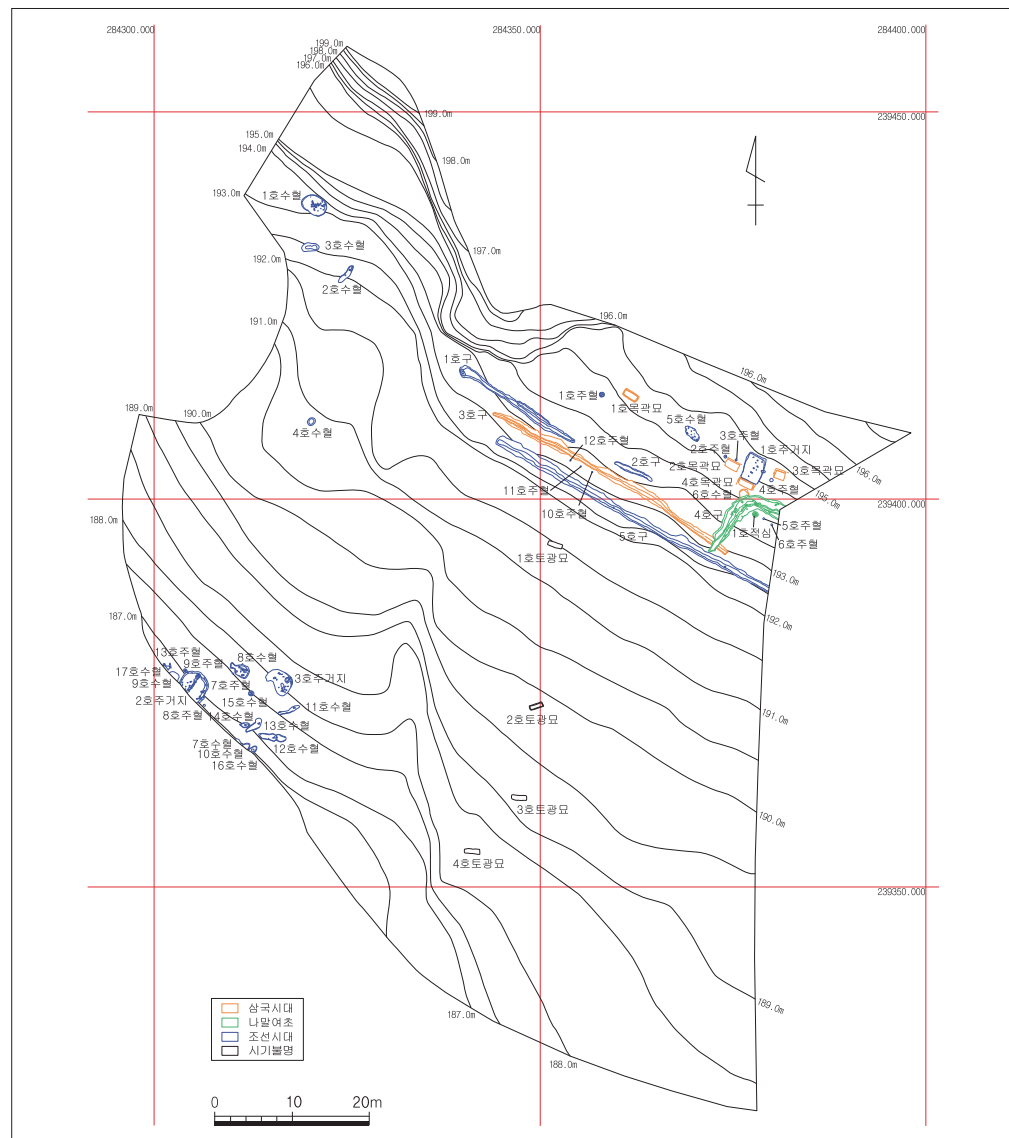 284300.000
284350.000
284400.000
199.0m
198.0m
197.0m
196.0m
199.0m
239450.000
195.0m
194.0m
198.0m
193.0m
1호수혈
3호수혈
197.0m
192.0m
2호수혈
191.0m
196.0m
1호구
196.0m
189.0m
190.0m
3호구
1호주혈
1호목곽묘
4호수혈
5호수혈
12호주혈
3호주혈
2호주혈
1호주거지
2호구
2호목곽묘
3호목곽묘
196.0m
4호목곽묘
4호주혈
11호주혈
6호수혈
195.0m
10호주혈
239400.000
4호구
188.0m
5호구
1호적심
5호주혈
6호주혈
1호토광묘
193.0m
187.0m
192.0m
13호주혈
8호수혈
9호주혈
17호수혈
3호주거지
9호수혈
7호주혈
2호주거지
15호수혈
11호수혈
8호주혈
14호수혈
13호수혈
191.0m
2호토광묘
7호수혈
12호수혈
10호수혈
16호수혈
3호토광묘
190.0m
4호토광묘
239350.000
삼국시대
나말여초
조선시대
시기불명
187.0m
189.0m
188.0m
0 10 20m